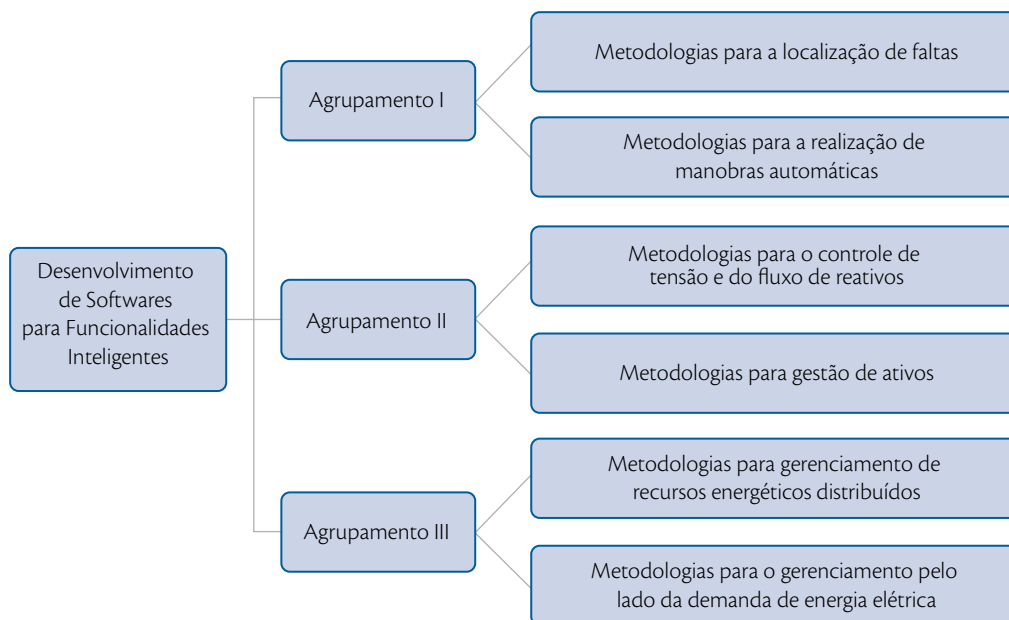 Desenvolvimento
de Softwares
para Funcionalidades
Inteligentes
Agrupamento I
Metodologias para a localização de faltas
Metodologias para a realização de
manobras automáticas
Agrupamento II
Metodologias para o controle de
tensão e do fluxo de reativos
Metodologias para gestão de ativos
Agrupamento III
Metodologias para gerenciamento de
recursos energéticos distribuídos
Metodologias para o gerenciamento pelo
lado da demanda de energia elétrica